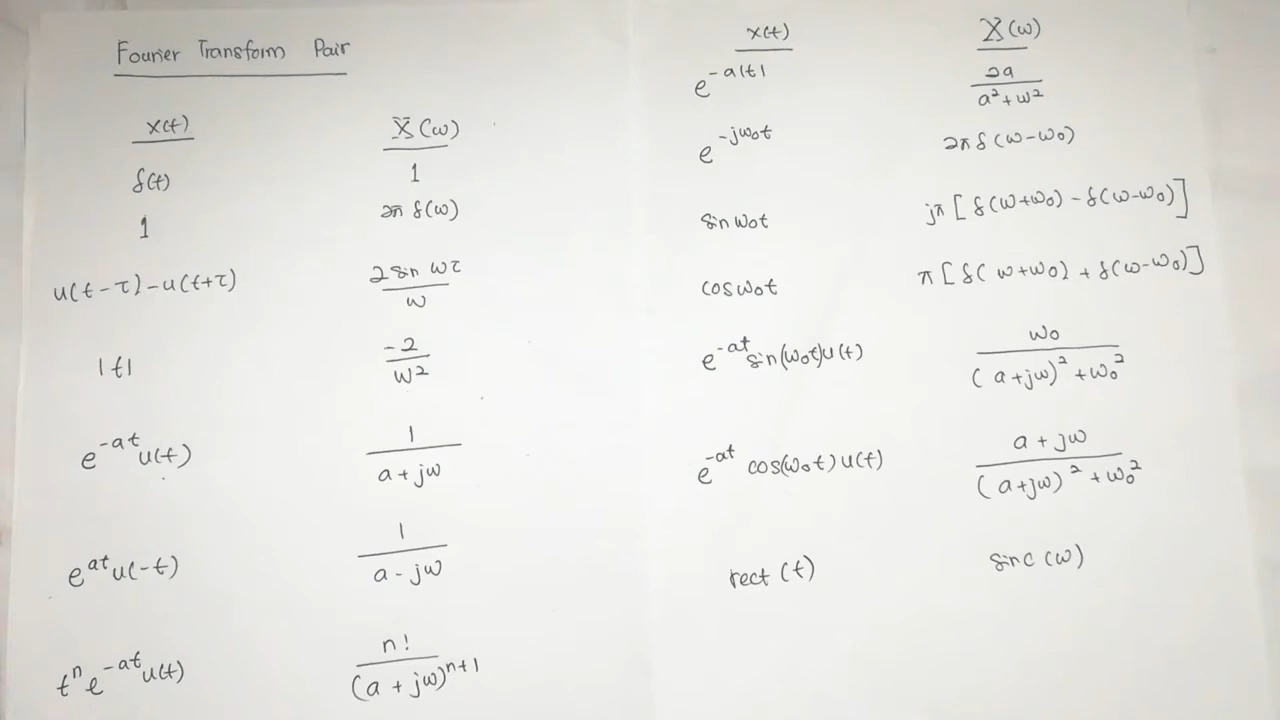 Fourier Transform Pair
x(t) X(ω)
δ(t) 1
1 2π δ(ω)
u(t-τ)-u(t+τ) 2 sin ωτ / ω
|t| -2 / ω²
e^-at u(t) 1 / a + jω
e^at u(-t) 1 / a - jω
t^n e^-at u(t) n! / (a + jω)^n+1
x(t) X(ω)
e^-a|t| 2a / a² + ω²
e^-jω₀t 2π δ(ω-ω₀)
sin ω₀t jπ [ δ(ω+ω₀) - δ(ω-ω₀) ]
cos ω₀t π [ δ(ω+ω₀) + δ(ω-ω₀) ]
e^-at sin(ω₀t)u(t) ω₀ / (a+jω)² + ω₀²
e^-at cos(ω₀t)u(t) a + jω / (a+jω)² + ω₀²
rect (t) sinc (ω)